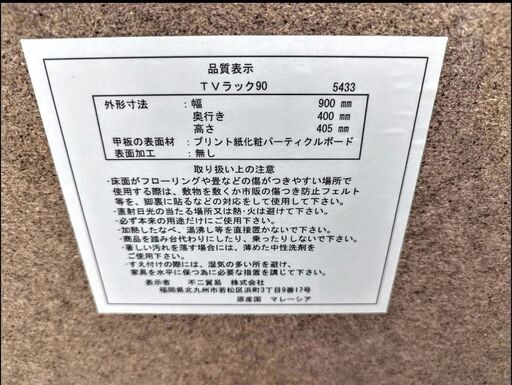 品質表示
TVラック90 5433
外形寸法 : 幅 900 mm
奥行き 400 mm
高さ 405 mm
甲板の表面材 : プリント紙化粧パーティクルボード
表面加工 : 無し
取り扱い上の注意
・床面がフローリングや畳などの傷がつきやすい場所で
使用する際は、敷物を敷くか市販の傷つき防止フェルト
等を、脚裏に貼るなどの対応をして使用して下さい。
・直射日光の当たる場所又は熱・火は避けて下さい。
・必ず本来の用途だけにご使用下さい。
・加熱したなべ、湯沸し等を直接置かないで下さい。
・商品を踏み台代わりにしたり、乗ったりしないで下さい。
・著しい汚れを落す場合には、薄めた中性洗剤を
ご使用下さい。
・すえ付けの際には、湿気の多い所を避け、
家具を水平に保つ為に必要な措置を講じて下さい。
表示者 不二貿易 株式会社
福岡県北九州市若松区浜町3丁目9番17号
原産国 マレーシア